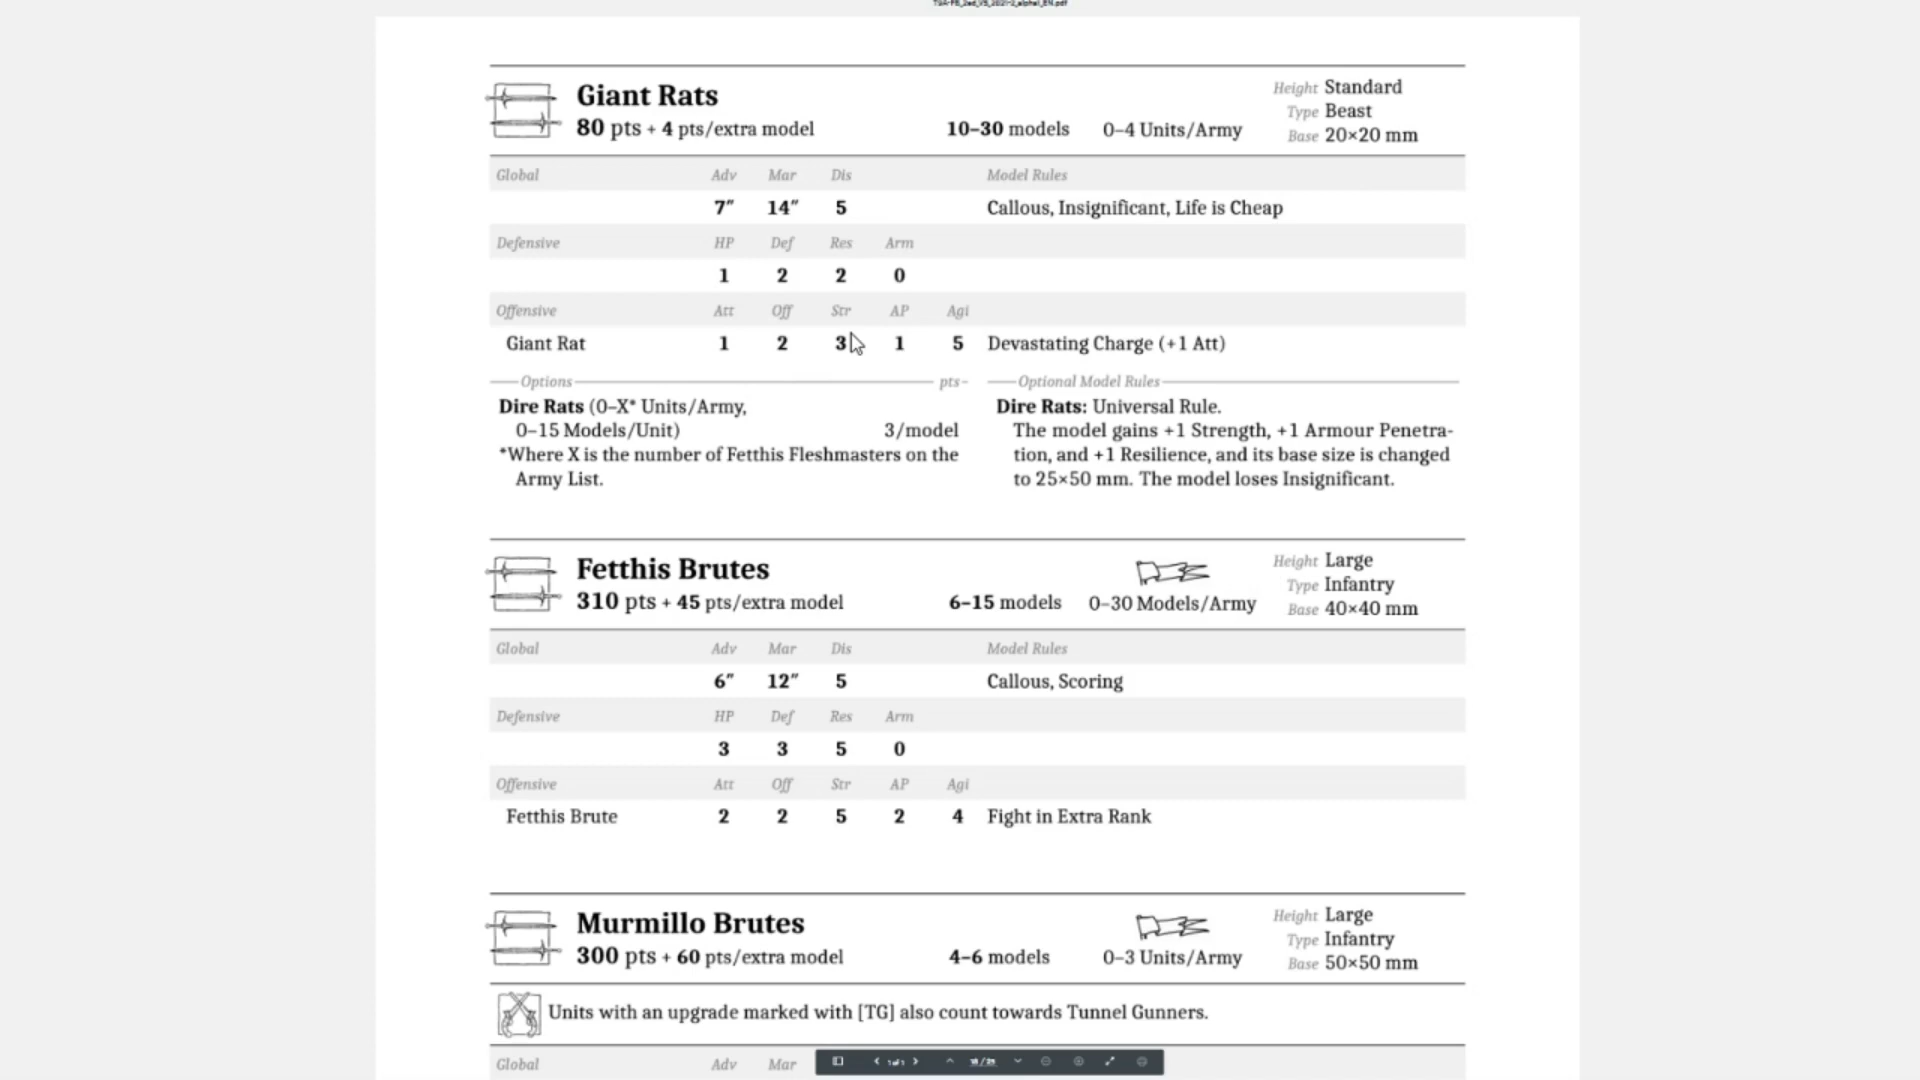 Giant Rats
80 pts + 4 pts/extra model
10–30 models
0–4 Units/Army
Height Standard
Type Beast
Base 20×20 mm
Global Adv Mar Dis Model Rules
7″ 14″ 5 Callous, Insignificant, Life is Cheap
Defensive HP Def Res Arm
1 2 2 0
Offensive Att Off Str AP Agi
Giant Rat 1 2 3 1 5 Devastating Charge (+1 Att)
Options pts
Dire Rats (0–X* Units/Army,
0–15 Models/Unit) 3/model
*Where X is the number of Fetthis Fleshmasters on the
Army List.
Optional Model Rules
Dire Rats: Universal Rule.
The model gains +1 Strength, +1 Armour Penetra-
tion, and +1 Resilience, and its base size is changed
to 25×50 mm. The model loses Insignificant.
Fetthis Brutes
310 pts + 45 pts/extra model
6–15 models
0–30 Models/Army
Height Large
Type Infantry
Base 40×40 mm
Global Adv Mar Dis Model Rules
6″ 12″ 5 Callous, Scoring
Defensive HP Def Res Arm
3 3 5 0
Offensive Att Off Str AP Agi
Fetthis Brute 2 2 5 2 4 Fight in Extra Rank
Murmillo Brutes
300 pts + 60 pts/extra model
4–6 models
0–3 Units/Army
Height Large
Type Infantry
Base 50×50 mm
Units with an upgrade marked with [TG] also count towards Tunnel Gunners.
Global Adv Mar